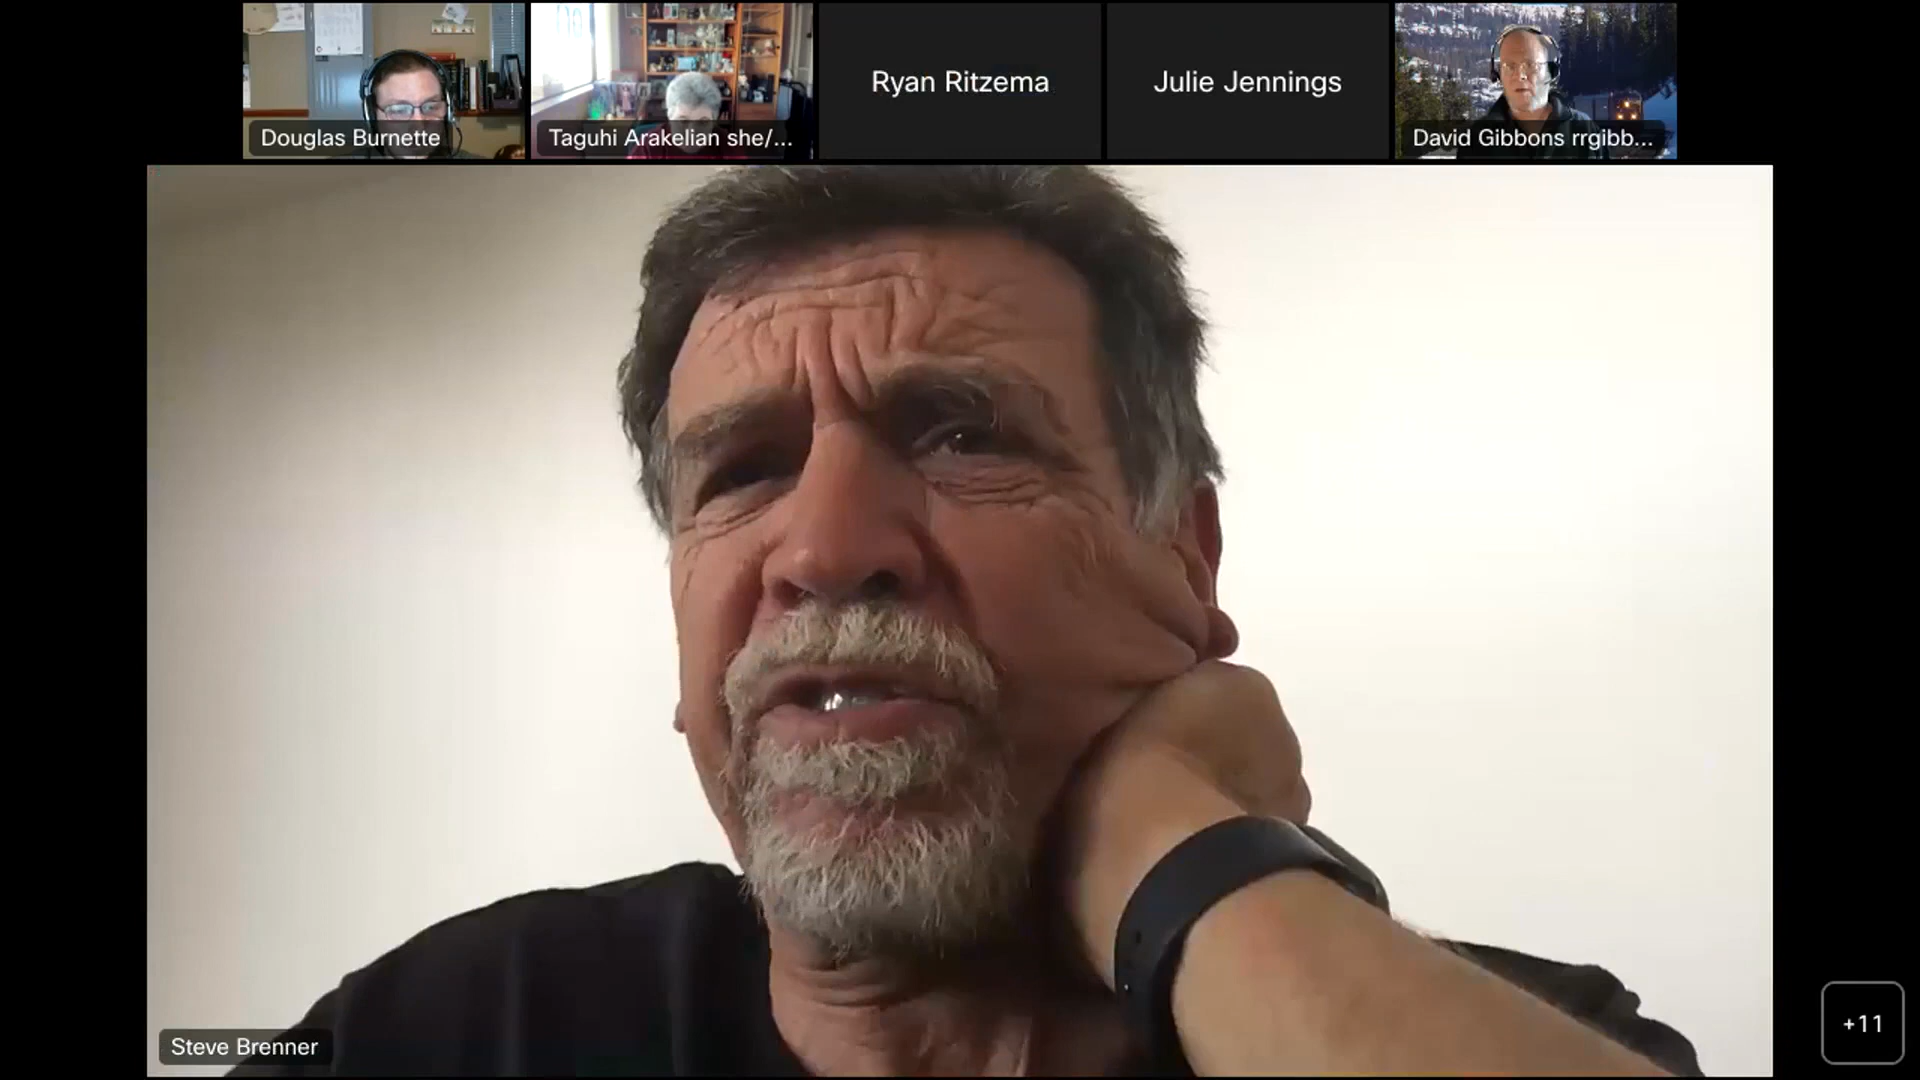 Douglas Burnette
Taguhi Arakelian she/...
Ryan Ritzema
Julie Jennings
David Gibbons rrgibb...
Steve Brenner
+11